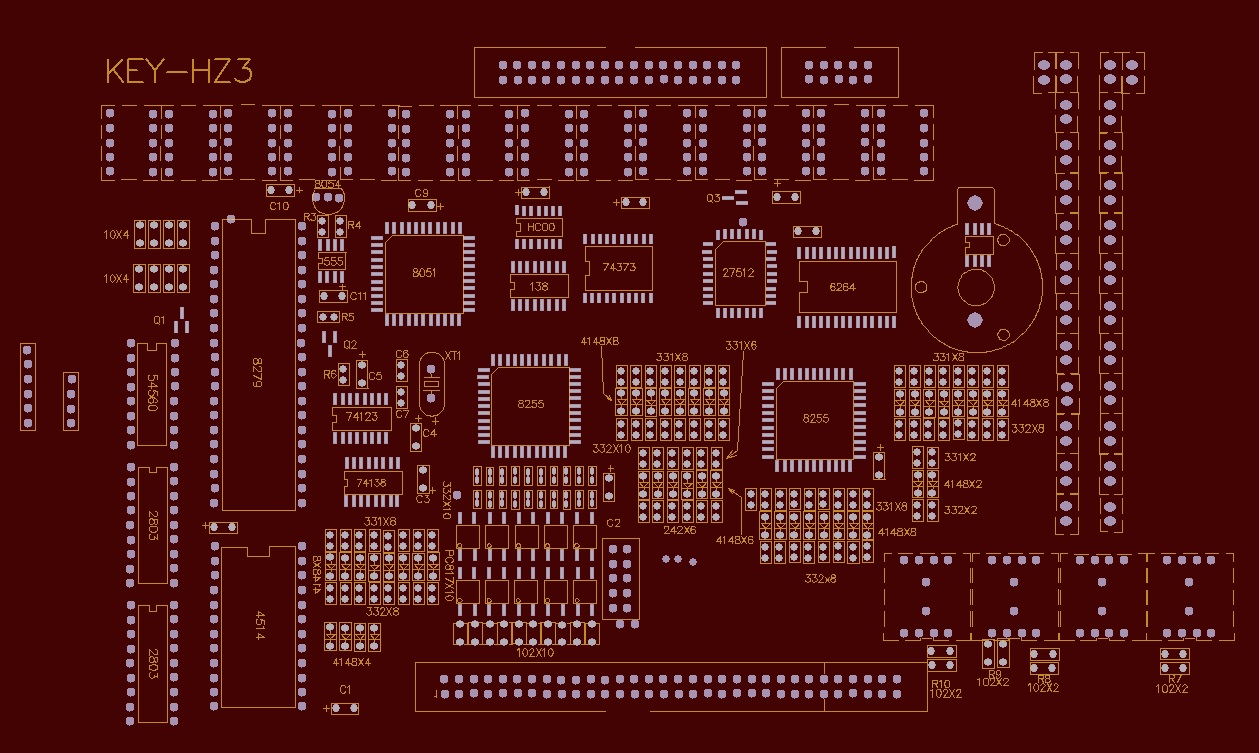 KEY-HZ3
8054
C10
C9
Q3
R3
R4
10X4
HC00
555
8051
74373
27512
6264
10X4
138
C11
R5
Q1
Q2
4148X8
331X6
XT1
C6
331X8
331X8
8279
R6
C5
54560
C7
8255
8255
4148X8
74123
C4
332X8
332X10
331X2
74138
4148X2
C3
332X10
331X8
332X2
2803
331X8
C2
242X6
4148X6
4148X8
PC817X10
4148X8
332x8
332X8
4514
102X10
2803
4148X4
R9
R10
102X2
R8
R7
102X2
102X2
102X2
C1
1